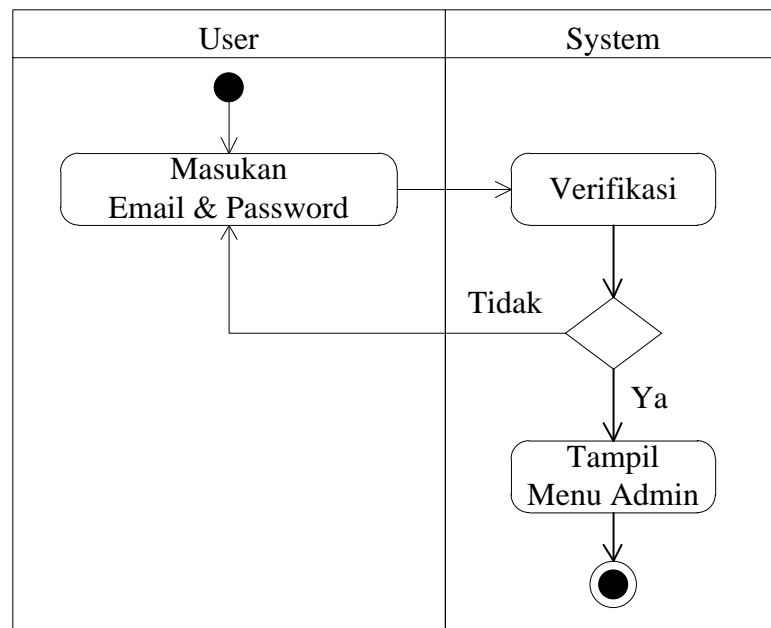 User
System
Masukan
Email & Password
Verifikasi
Tidak
Ya
Tampil
Menu Admin